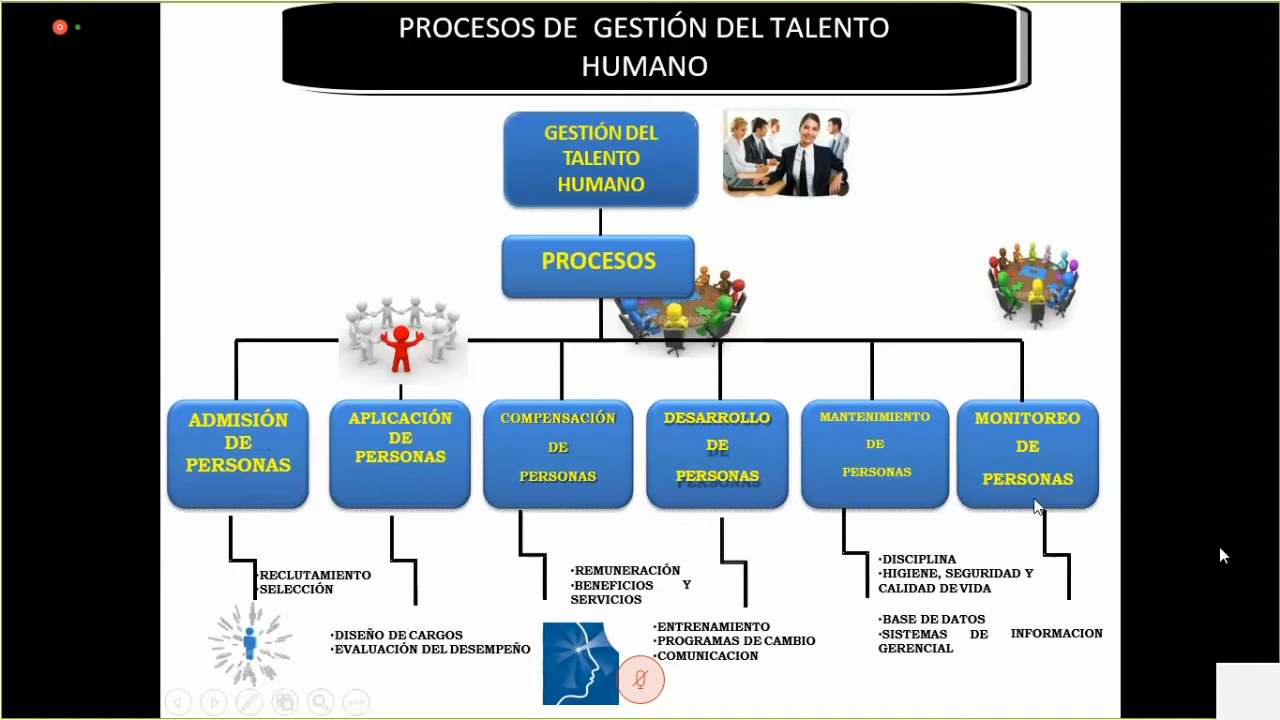 PROCESOS DE GESTIÓN DEL TALENTO
HUMANO
GESTIÓN DEL
TALENTO
HUMANO
PROCESOS
ADMISIÓN
DE
PERSONAS
APLICACIÓN
DE
PERSONAS
COMPENSACIÓN
DE
PERSONAS
DESARROLLO
DE
PERSONAS
MANTENIMIENTO
DE
PERSONAS
MONITOREO
DE
PERSONAS
•RECLUTAMIENTO
•SELECCIÓN
•DISEÑO DE CARGOS
•EVALUACIÓN DEL DESEMPEÑO
•REMUNERACIÓN
•BENEFICIOS Y
SERVICIOS
•ENTRENAMIENTO
•PROGRAMAS DE CAMBIO
•COMUNICACION
•DISCIPLINA
•HIGIENE, SEGURIDAD Y
CALIDAD DE VIDA
•BASE DE DATOS
•SISTEMAS DE INFORMACION
GERENCIAL